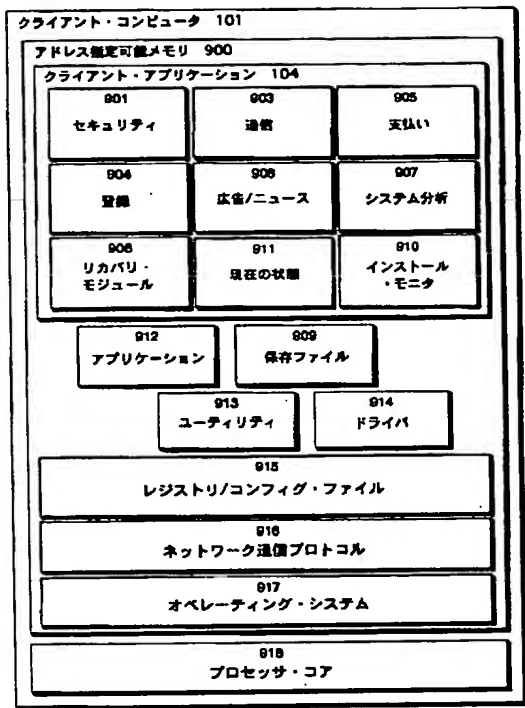 クライアント・コンピュータ 101
アドレス指定可能メモリ 900
クライアント・アプリケーション 104
901
セキュリティ
903
通信
905
支払い
904
登録
906
広告/ニュース
907
システム分析
908
リカバリ・
モジュール
911
現在の状態
910
インストール
・モニタ
912
アプリケーション
909
保存ファイル
913
ユーティリティ
914
ドライバ
915
レジストリ/コンフィグ・ファイル
916
ネットワーク通信プロトコル
917
オペレーティング・システム
918
プロセッサ・コア